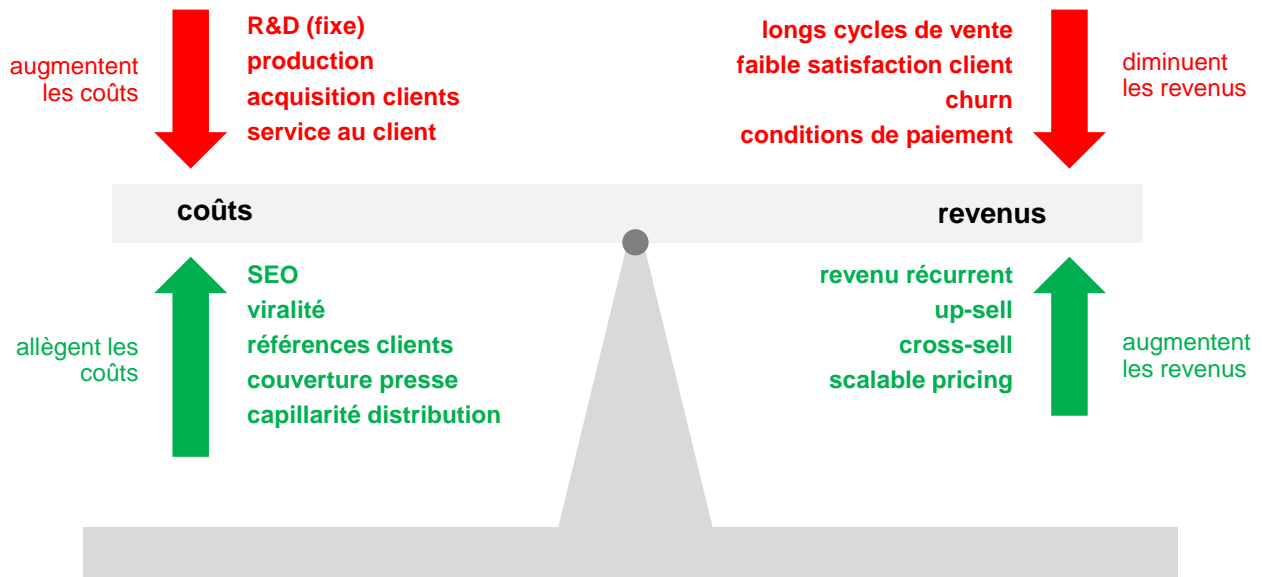 augmentent
les coûts
R&D (fixe)
production
acquisition clients
service au client
longs cycles de vente
faible satisfaction client
churn
conditions de paiement
diminuent
les revenus
coûts
revenus
allègent les
coûts
SEO
viralité
références clients
couverture presse
capillarité distribution
revenu récurrent
up-sell
cross-sell
scalable pricing
augmentent
les revenus